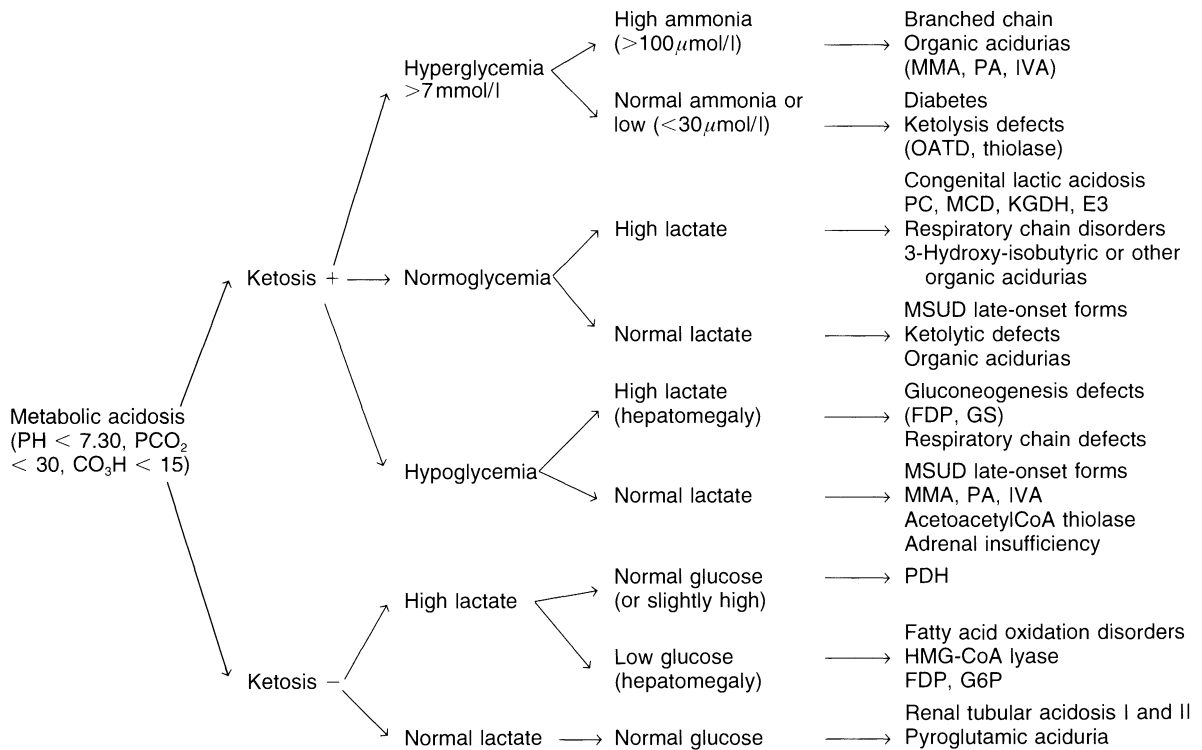 High ammonia
(>100μmol/l)
Branched chain
Organic acidurias
(MMA, PA, IVA)
Hyperglycemia
>7mmol/l
Normal ammonia or
low (<30μmol/l)
Diabetes
Ketolysis defects
(OATD, thiolase)
Ketosis +
Normoglycemia
High lactate
Congenital lactic acidosis
PC, MCD, KGDH, E3
Respiratory chain disorders
3-Hydroxy-isobutyric or other
organic acidurias
Normal lactate
MSUD late-onset forms
Ketolytic defects
Organic acidurias
Metabolic acidosis
(PH < 7.30, PCO₂
< 30, CO₃H < 15)
Hypoglycemia
High lactate
(hepatomegaly)
Gluconeogenesis defects
(FDP, GS)
Respiratory chain defects
Normal lactate
MSUD late-onset forms
MMA, PA, IVA
AcetoacetylCoA thiolase
Adrenal insufficiency
Ketosis −
High lactate
Normal glucose
(or slightly high)
PDH
Low glucose
(hepatomegaly)
Fatty acid oxidation disorders
HMG-CoA lyase
FDP, G6P
Normal lactate
Normal glucose
Renal tubular acidosis I and II
Pyroglutamic aciduria